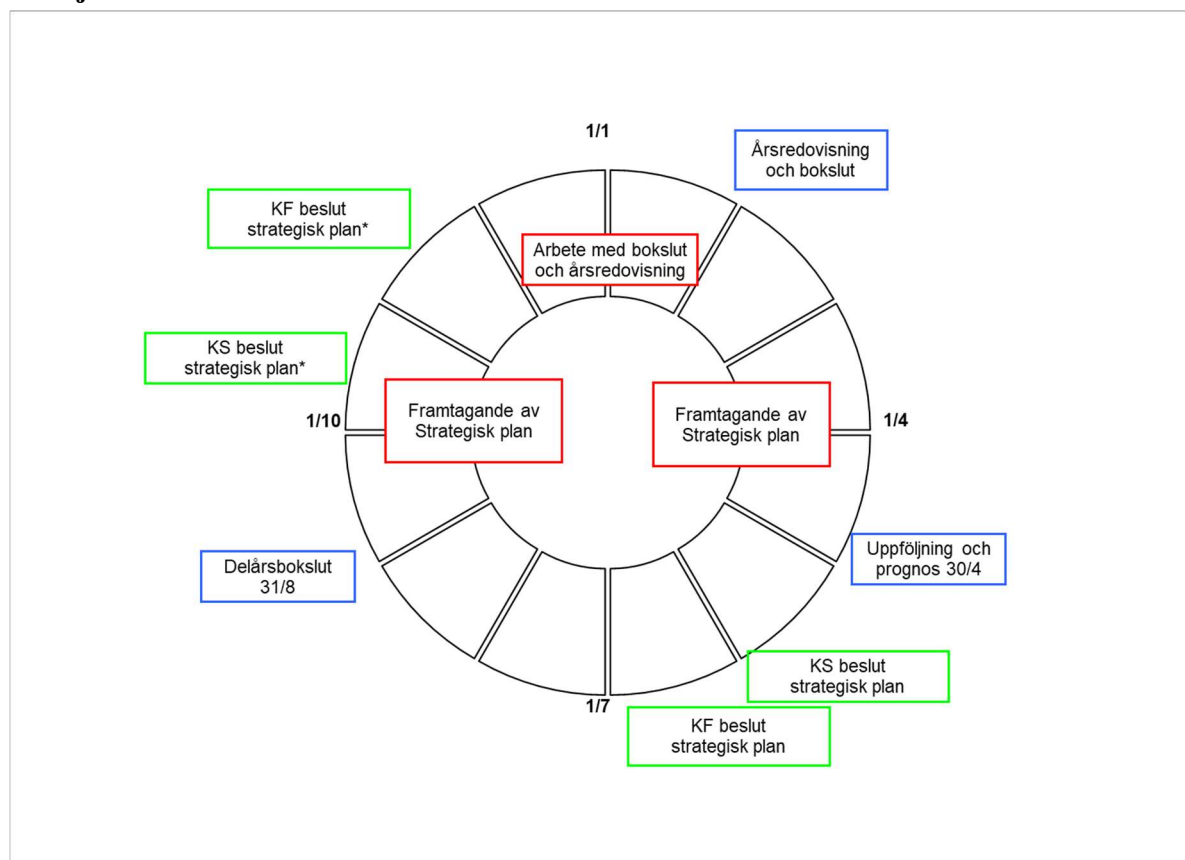 1/1
Årsredovisning
och bokslut
KF beslut
strategisk plan*
Arbete med bokslut
och årsredovisning
KS beslut
strategisk plan*
Framtagande av
Strategisk plan
Framtagande av
Strategisk plan
1/10
1/4
Delårsbokslut
31/8
Uppföljning och
prognos 30/4
KS beslut
strategisk plan
1/7
KF beslut
strategisk plan